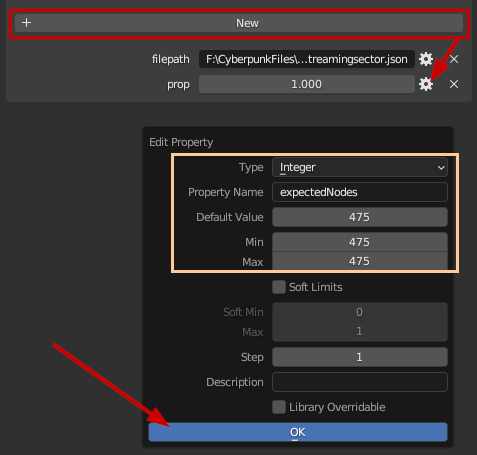 + New
filepath F:\CyberpunkFiles\...treamingsector.json
prop 1.000
Edit Property
Type Integer
Property Name expectedNodes
Default Value 475
Min 475
Max 475
Soft Limits
Soft Min 0
Max 1
Step 1
Description
Library Overridable
OK